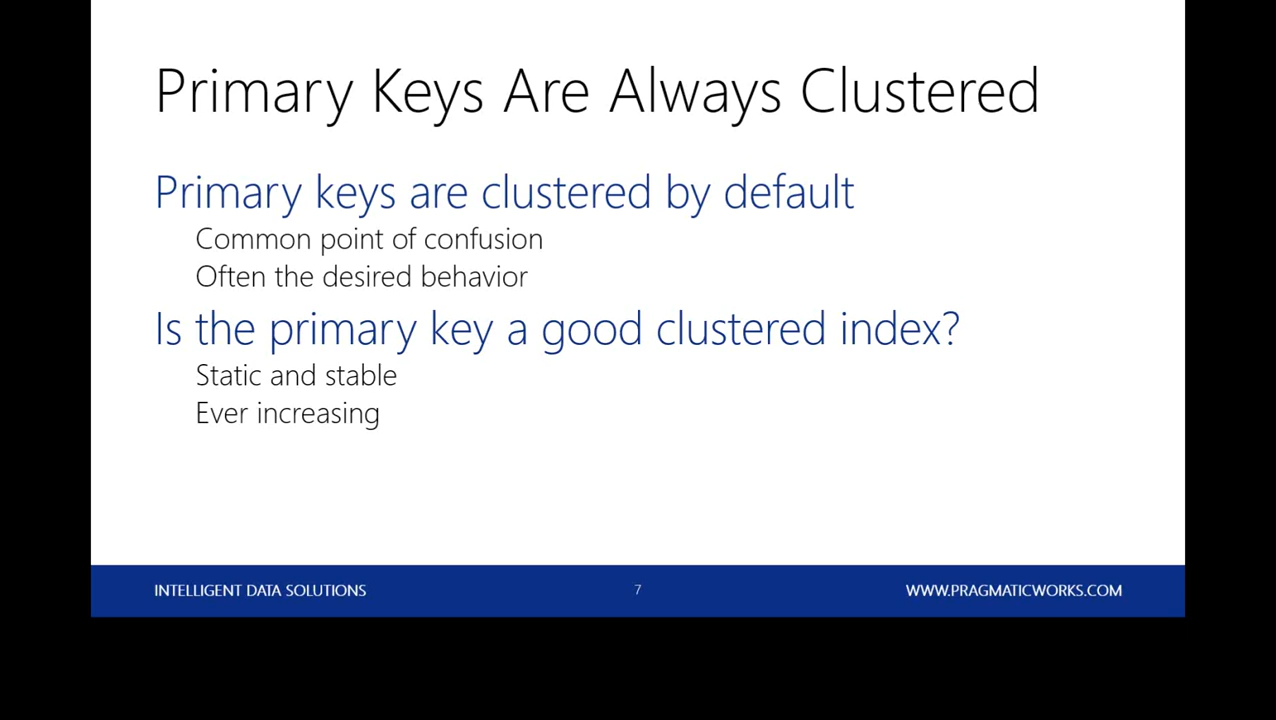 Primary Keys Are Always Clustered
Primary keys are clustered by default
Common point of confusion
Often the desired behavior
Is the primary key a good clustered index?
Static and stable
Ever increasing
INTELLIGENT DATA SOLUTIONS
7
WWW.PRAGMATICWORKS.COM